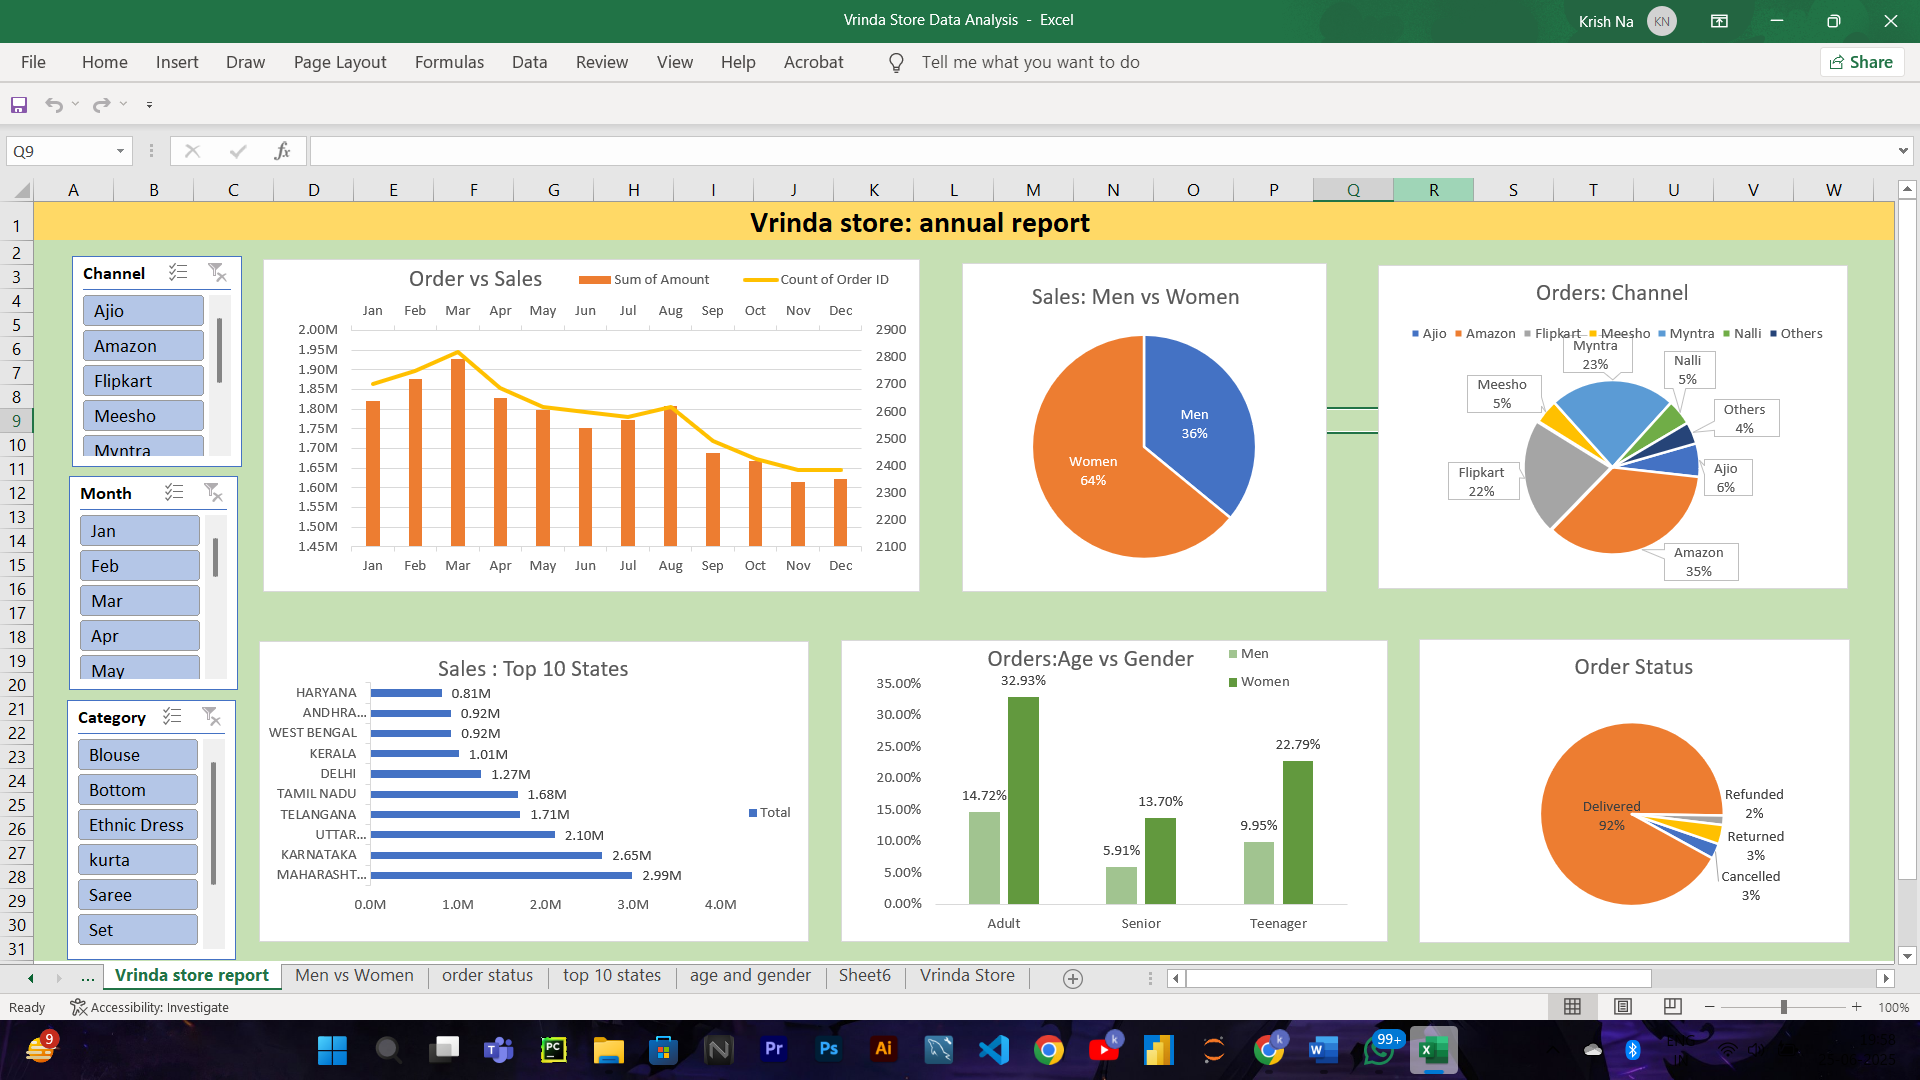 Vrinda Store Data Analysis - Excel
Krish Na
KN
File Home Insert Draw Page Layout Formulas Data Review View Help Acrobat Tell me what you want to do
Share
Q9
fx
A B C D E F G H I J K L M N O P Q R S T U V W
1
2
3
4
5
6
7
8
9
10
11
12
13
14
15
16
17
18
19
20
21
22
23
24
25
26
27
28
29
30
31
Vrinda store: annual report
Channel
Ajio
Amazon
Flipkart
Meesho
Myntra
Month
Jan
Feb
Mar
Apr
May
Category
Blouse
Bottom
Ethnic Dress
kurta
Saree
Set
Order vs Sales
Sum of Amount Count of Order ID
Jan Feb Mar Apr May Jun Jul Aug Sep Oct Nov Dec
2.00M
1.95M
1.90M
1.85M
1.80M
1.75M
1.70M
1.65M
1.60M
1.55M
1.50M
1.45M
2900
2800
2700
2600
2500
2400
2300
2200
2100
Jan Feb Mar Apr May Jun Jul Aug Sep Oct Nov Dec
Sales: Men vs Women
Men
36%
Women
64%
Orders: Channel
Ajio Amazon Flipkart Meesho Myntra Nalli Others
Myntra
23%
Nalli
5%
Meesho
5%
Others
4%
Ajio
6%
Flipkart
22%
Amazon
35%
Sales : Top 10 States
HARYANA 0.81M
ANDHRA... 0.92M
WEST BENGAL 0.92M
KERALA 1.01M
DELHI 1.27M
TAMIL NADU 1.68M
TELANGANA 1.71M
UTTAR... 2.10M
KARNATAKA 2.65M
MAHARASHT... 2.99M
0.0M 1.0M 2.0M 3.0M 4.0M
Total
Orders:Age vs Gender
Men
Women
35.00%
30.00%
25.00%
20.00%
15.00%
10.00%
5.00%
0.00%
14.72% 32.93%
5.91% 13.70%
9.95% 22.79%
Adult Senior Teenager
Order Status
Delivered
92%
Refunded
2%
Returned
3%
Cancelled
3%
... Vrinda store report Men vs Women order status top 10 states age and gender Sheet6 Vrinda Store
Ready Accessibility: Investigate
100%
9
PC
N
Pr
Ps
Ai
k
k
W
99+
X